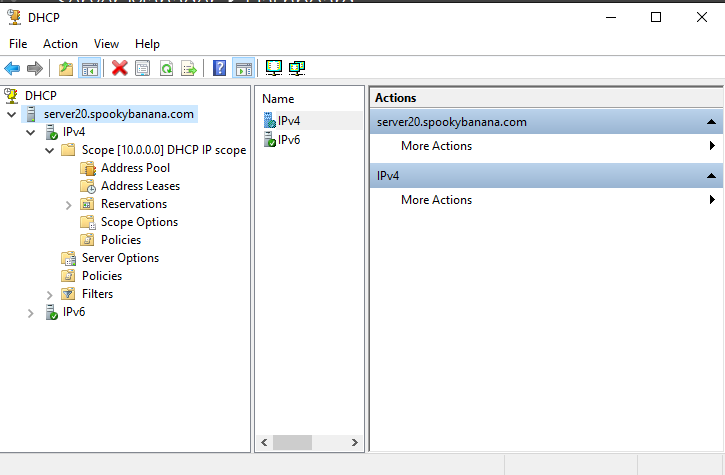 DHCP
File Action View Help
DHCP
server20.spookybanana.com
IPv4
Scope [10.0.0.0] DHCP IP scope
Address Pool
Address Leases
Reservations
Scope Options
Policies
Server Options
Policies
Filters
IPv6
Name
IPv4
IPv6
Actions
server20.spookybanana.com
More Actions
IPv4
More Actions